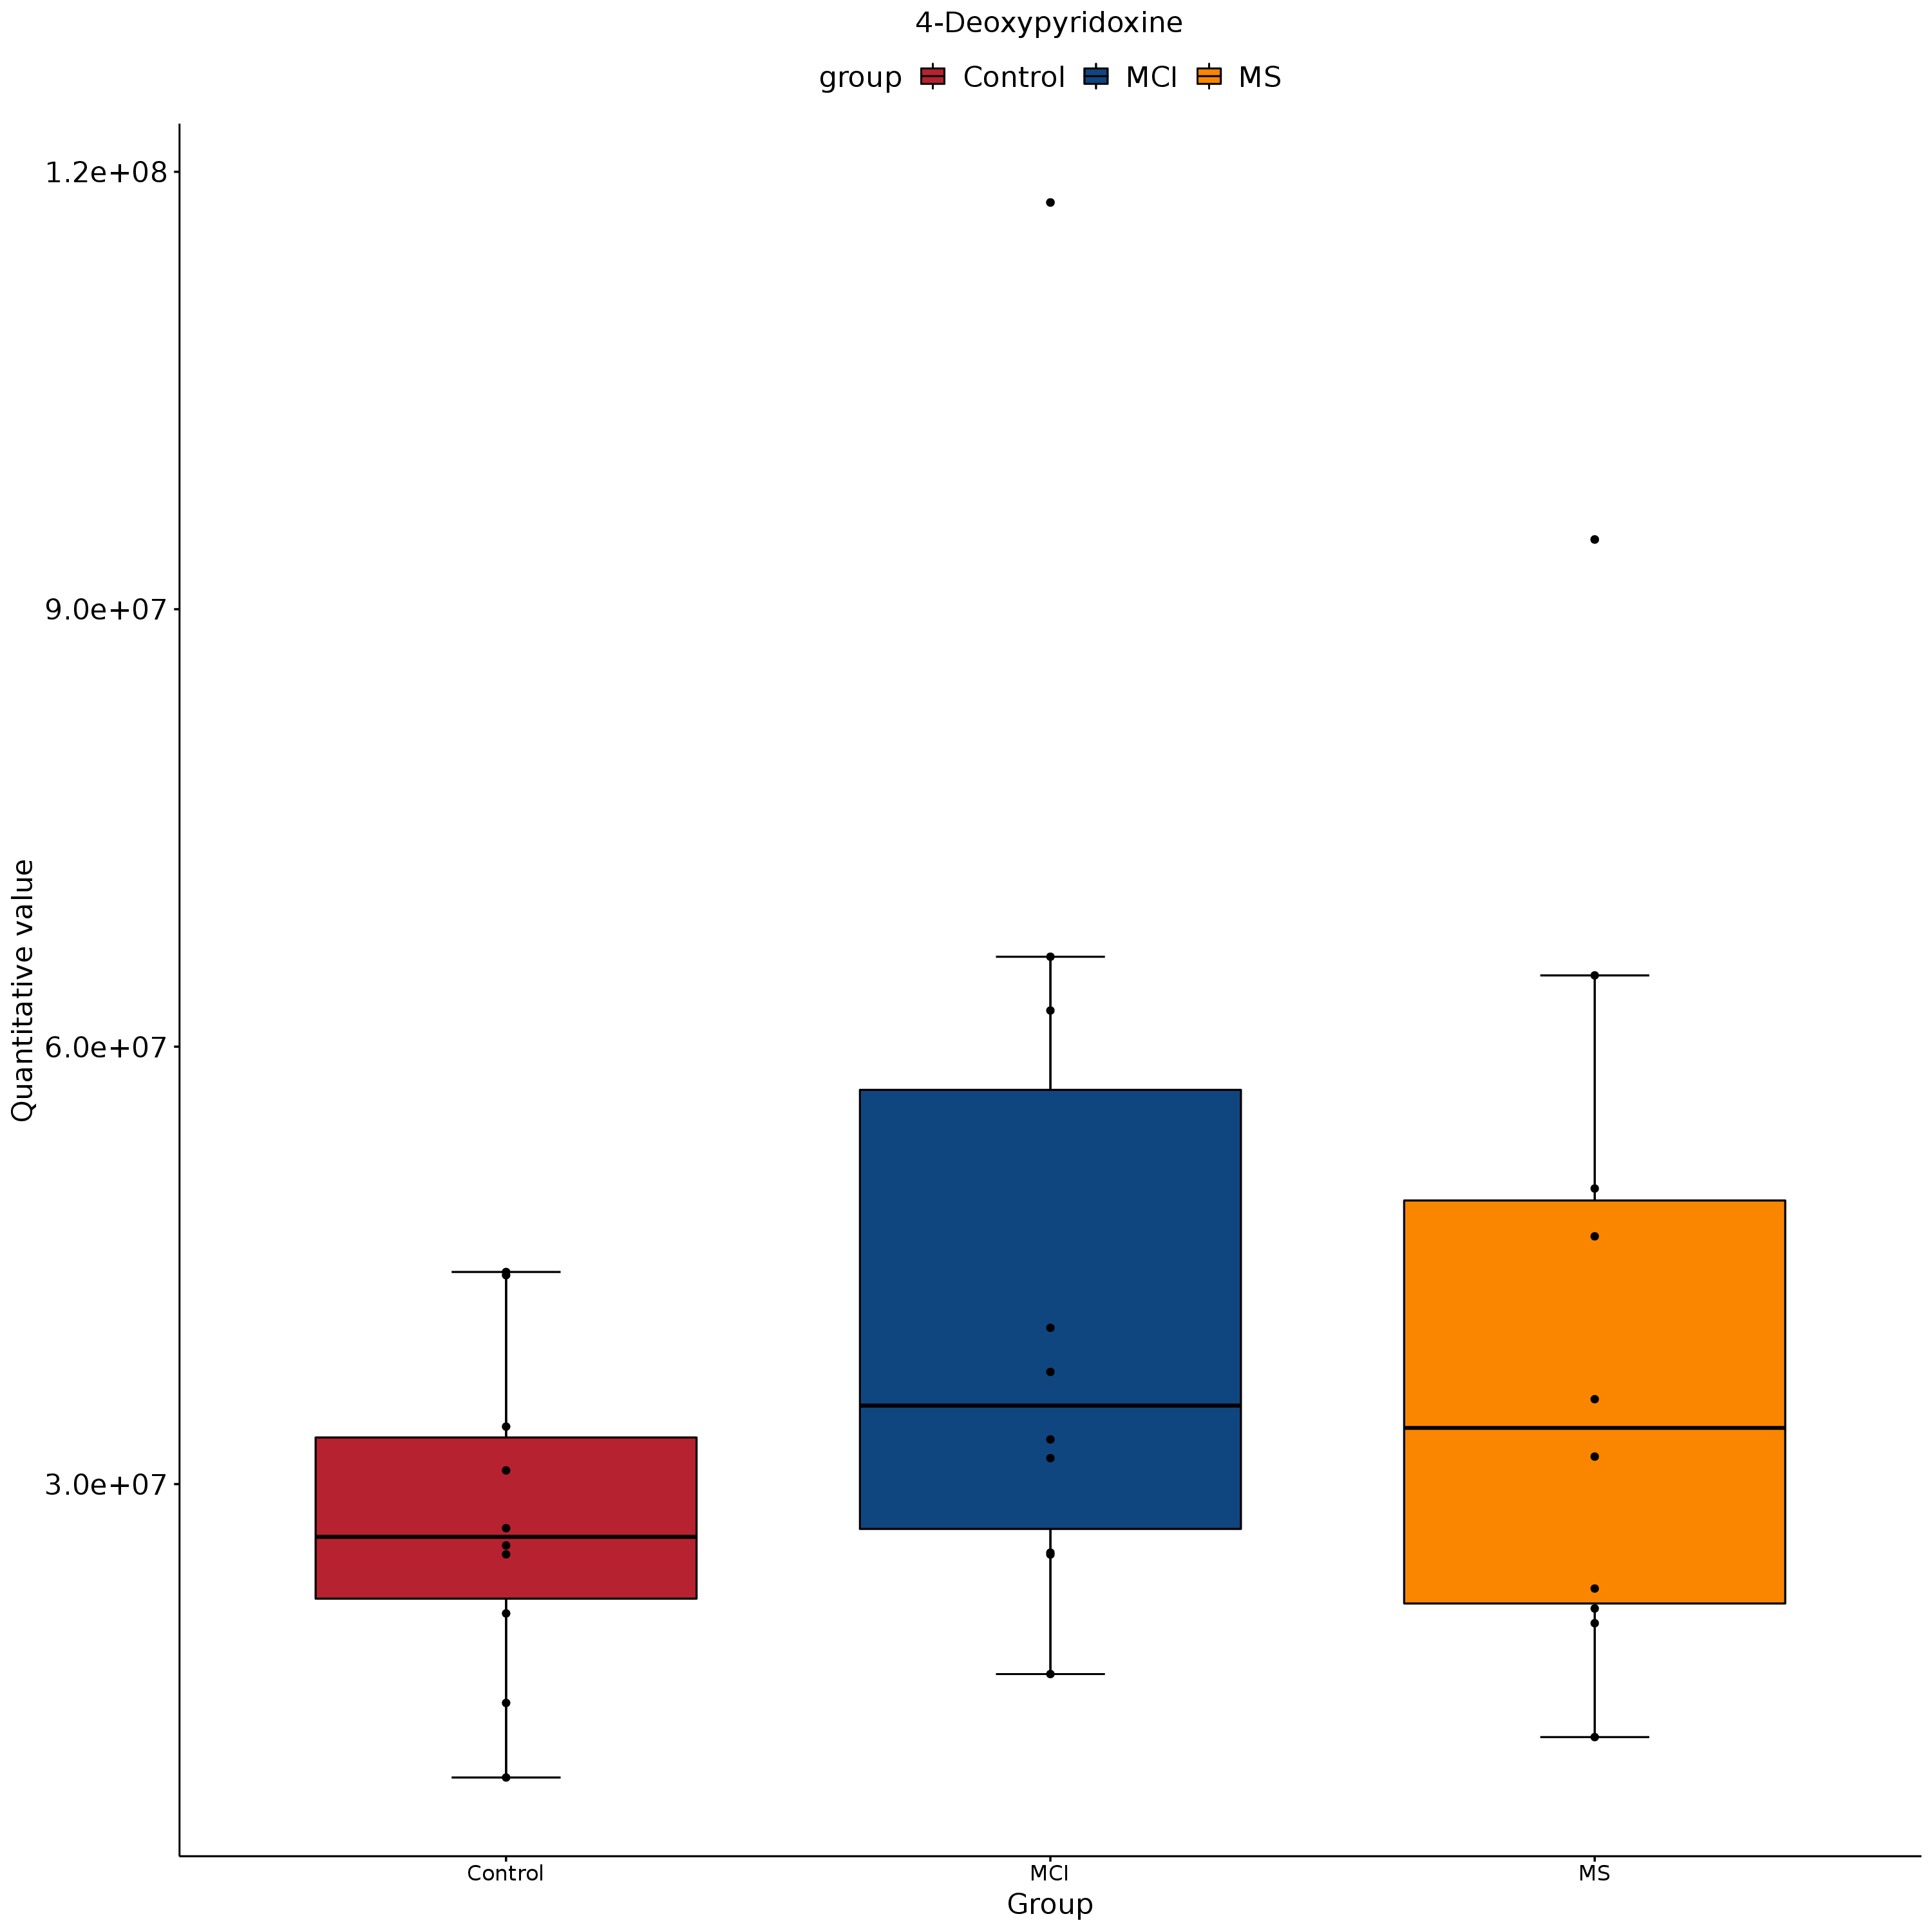 4-Deoxypyridoxine
group Control MCI MS
1.2e+08
9.0e+07
6.0e+07
3.0e+07
Quantitative value
Control MCI MS
Group